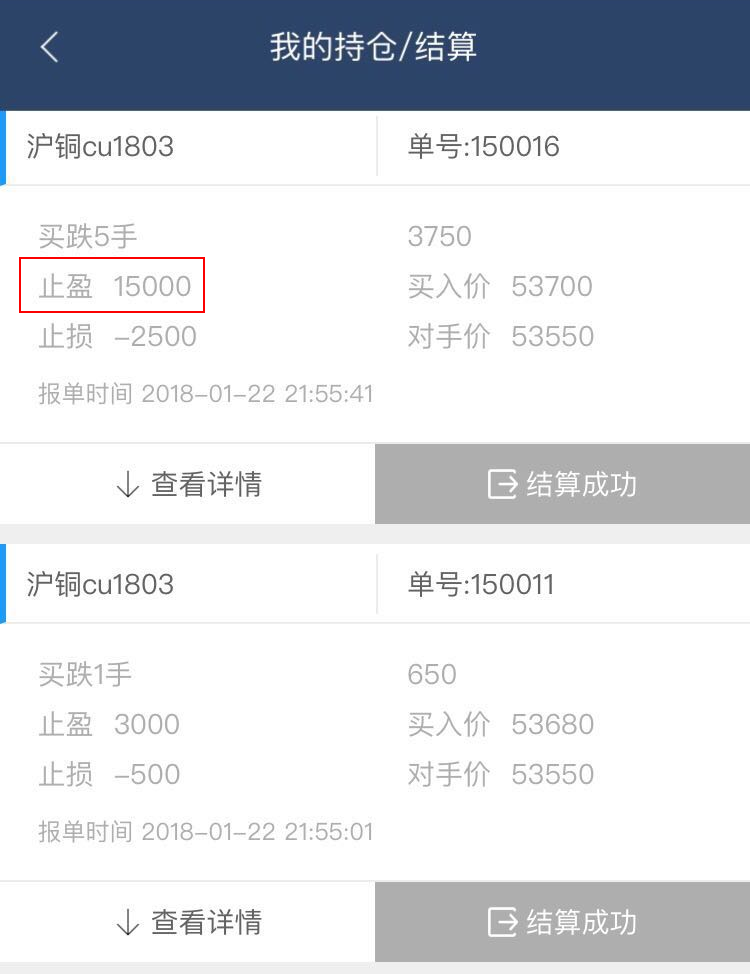 我的持仓/结算
沪铜cu1803 单号:150016
买跌5手 3750
止盈 15000 买入价 53700
止损 -2500 对手价 53550
报单时间 2018-01-22 21:55:41
查看详情 结算成功
沪铜cu1803 单号:150011
买跌1手 650
止盈 3000 买入价 53680
止损 -500 对手价 53550
报单时间 2018-01-22 21:55:01
查看详情 结算成功